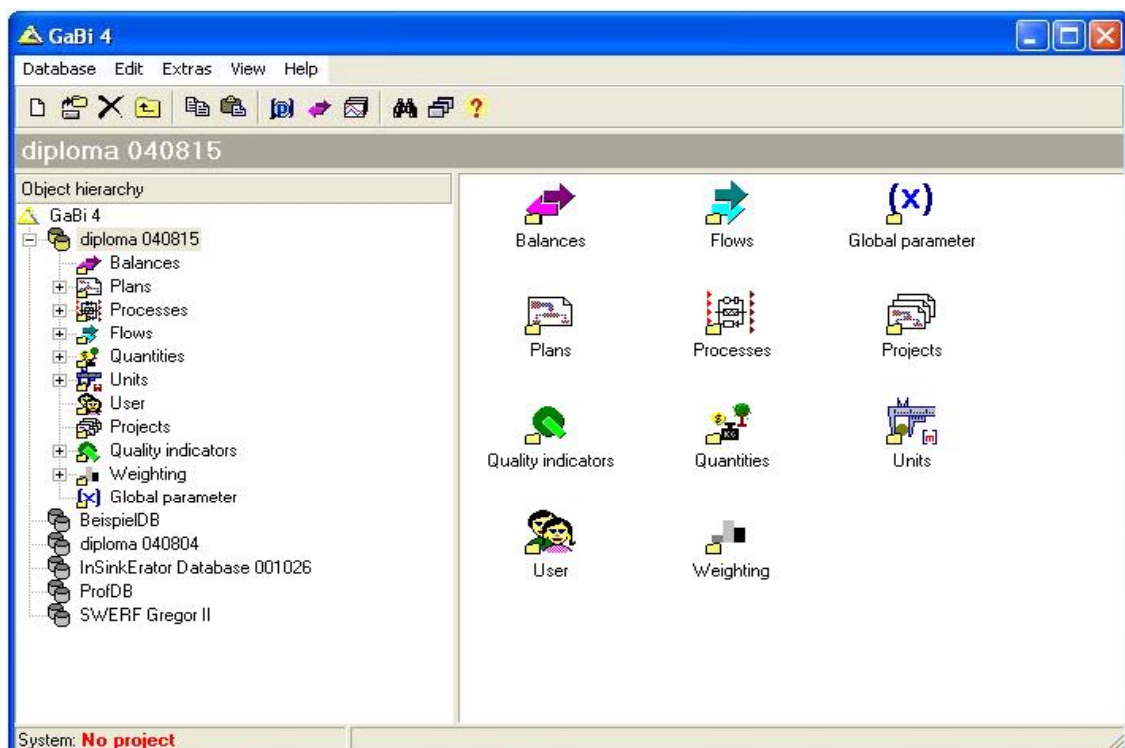 GaBi 4
Database Edit Extras View Help
diploma 040815
Object hierarchy
GaBi 4
diploma 040815
Balances
Plans
Processes
Flows
Quantities
Units
User
Projects
Quality indicators
Weighting
Global parameter
BeispielDB
diploma 040804
InSinkErator Database 001026
ProfDB
SWERF Gregor II
Balances Flows Global parameter
Plans Processes Projects
Quality indicators Quantities Units
User Weighting
System: No project